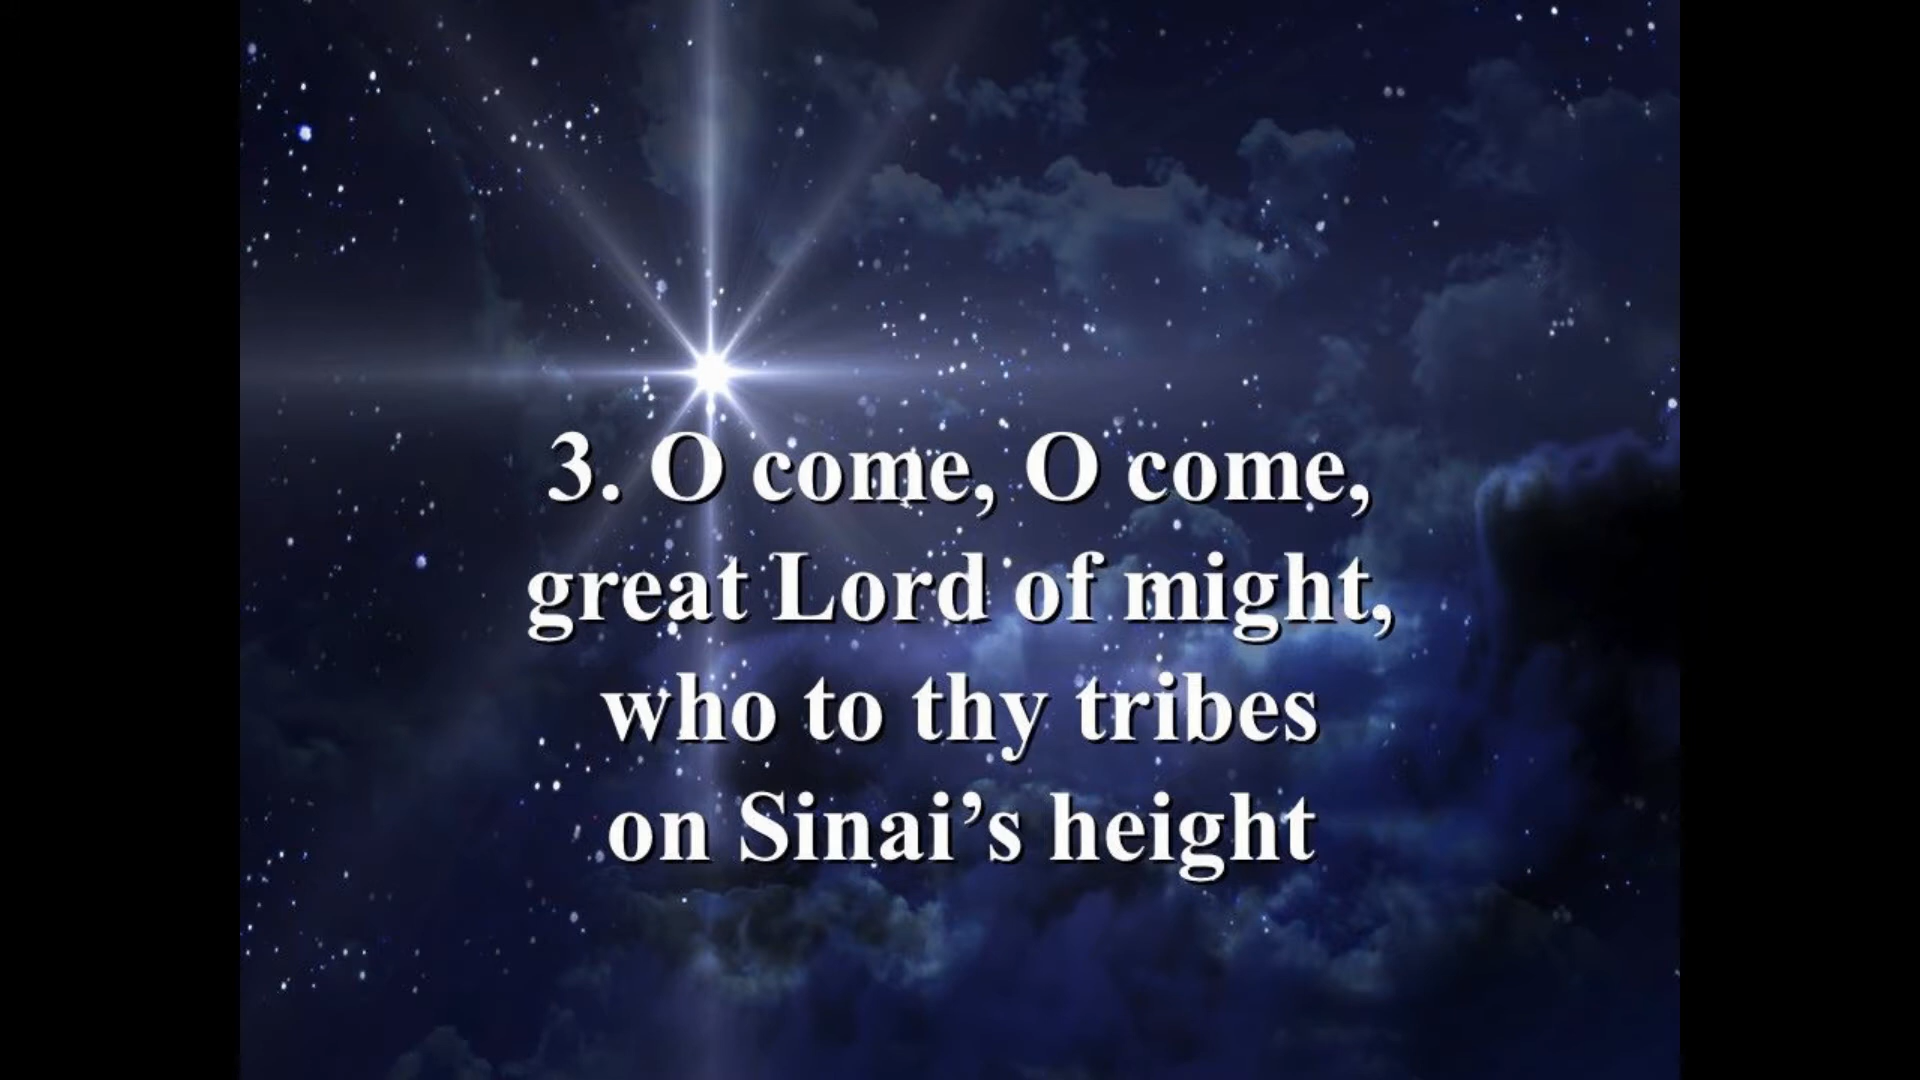 3. O come, O come,
great Lord of might,
who to thy tribes
on Sinai’s height